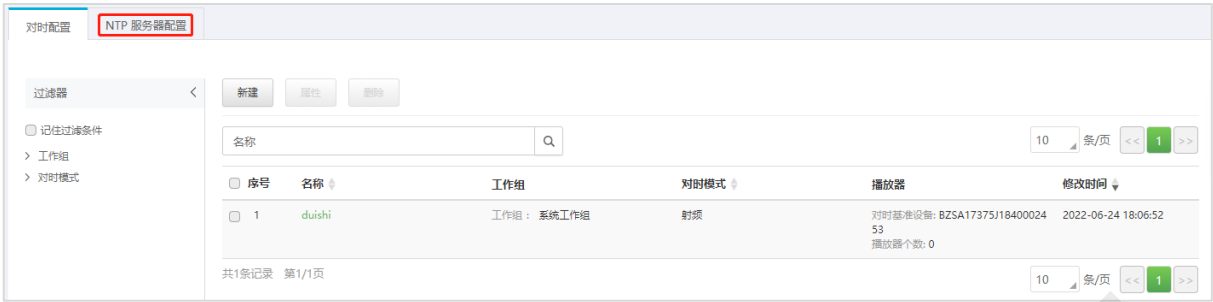 对时配置 NTP 服务器配置
过滤器 新建 属性 删除
记住过滤条件
名称 10 条/页 << 1 >>
工作组
对时模式
序号 名称 工作组 对时模式 播放器 修改时间
1 duishi 工作组： 系统工作组 射频 对时基准设备: BZSA17375J18400024 2022-06-24 18:06:52
53
播放器个数: 0
共1条记录 第1/1页 10 条/页 << 1 >>